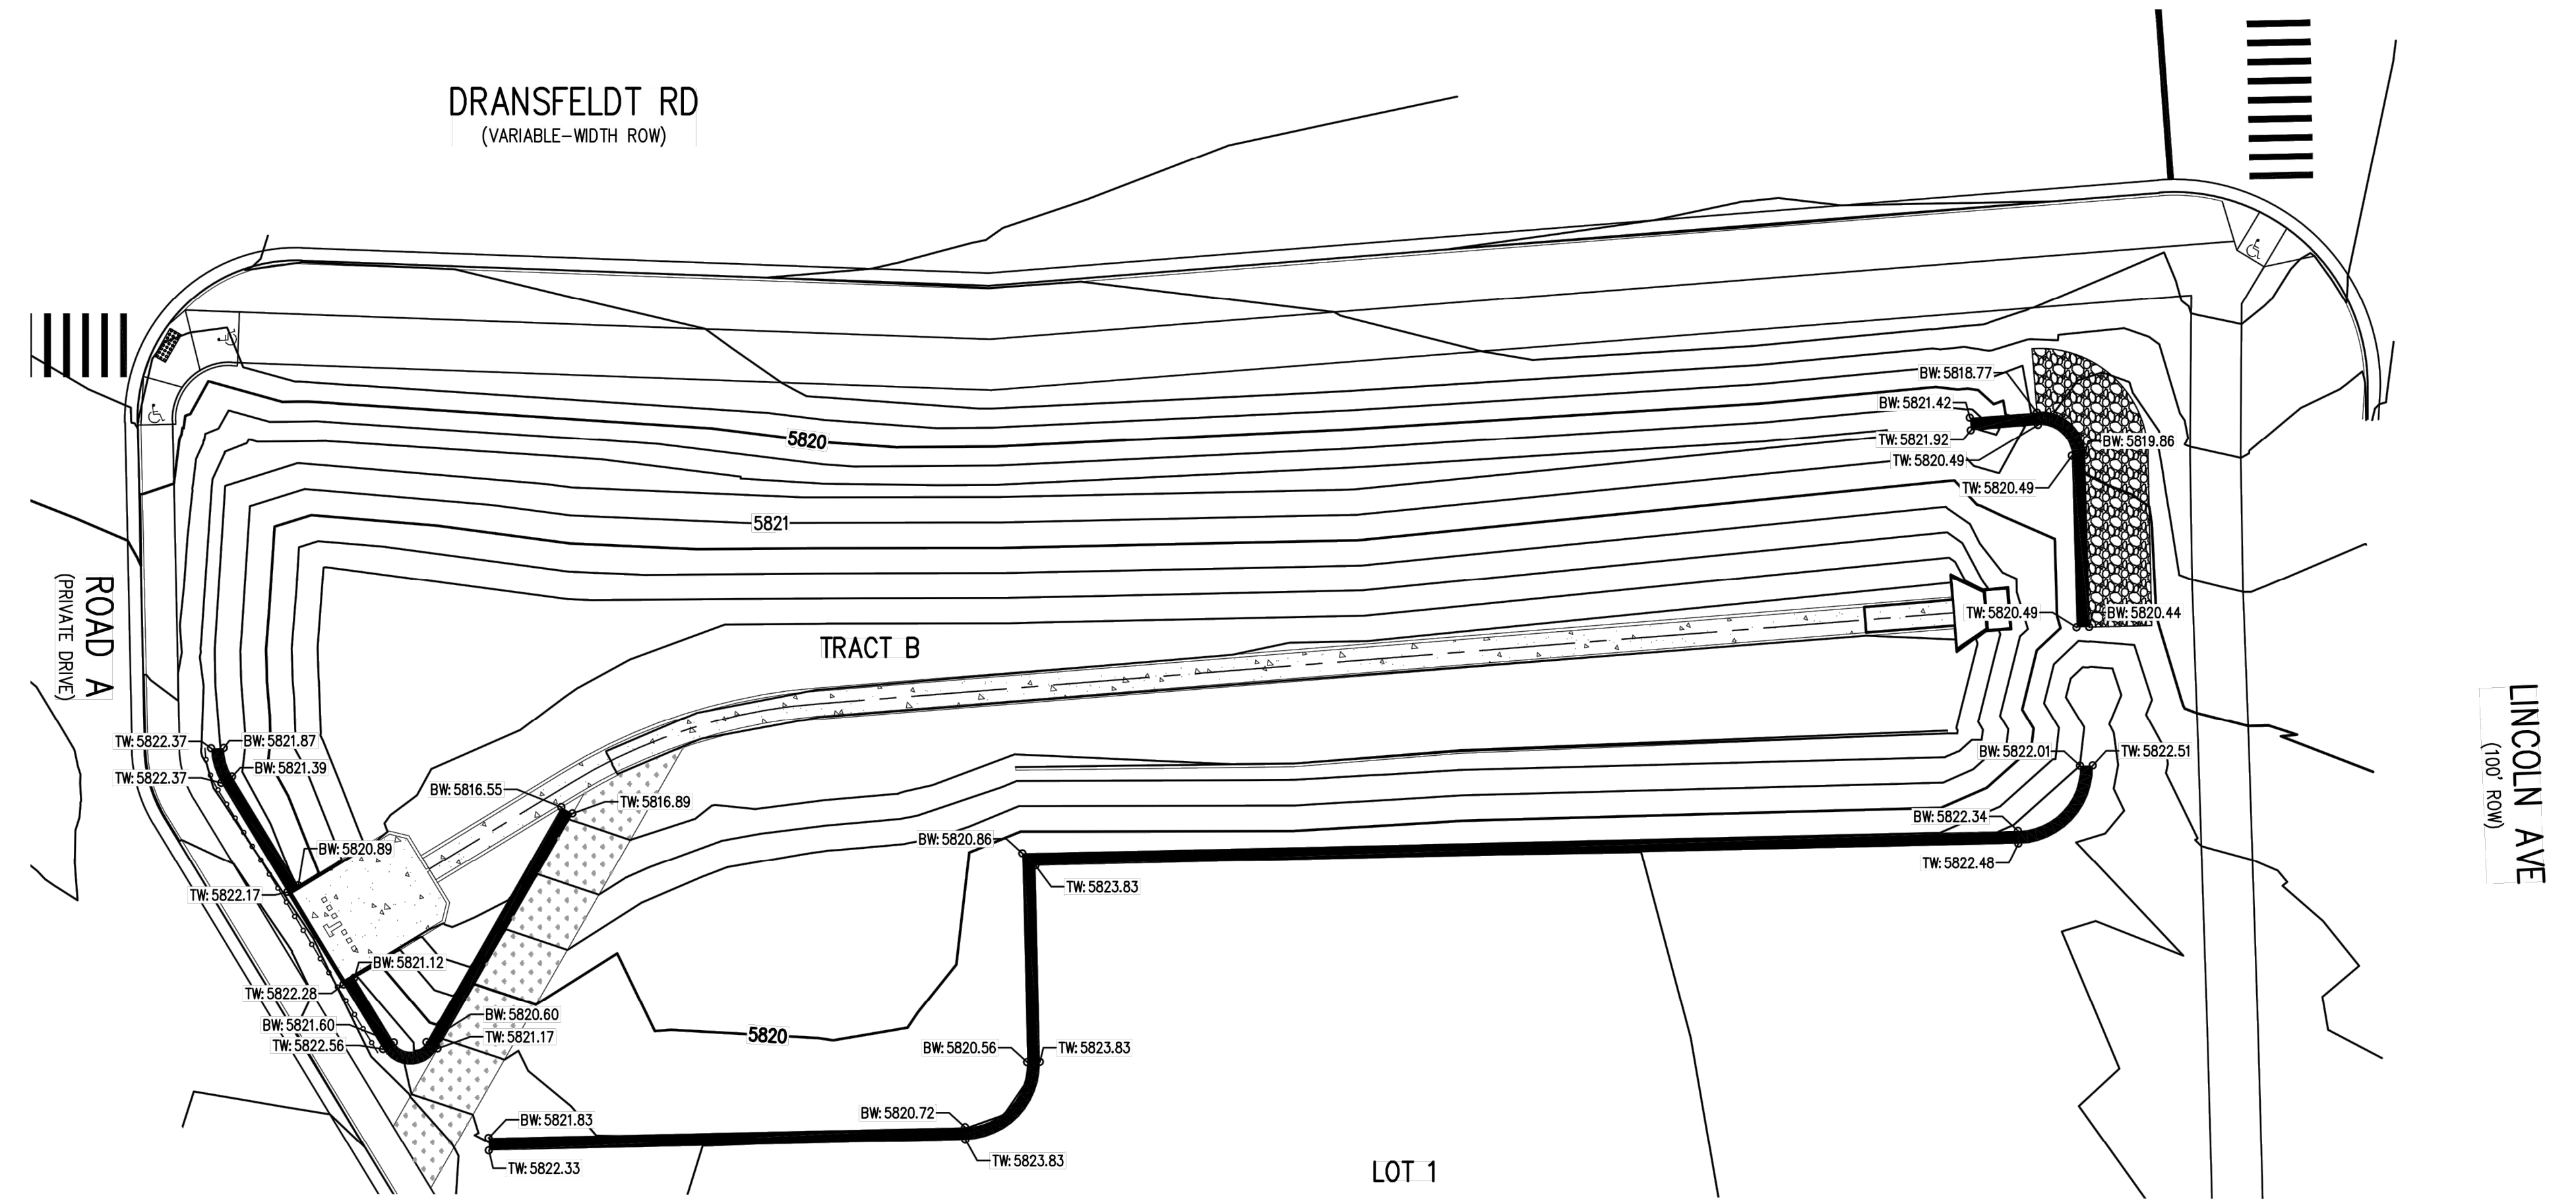 DRANSFELDT RD
(VARIABLE-WIDTH ROW)
BW: 5818.77
BW: 5821.42
TW: 5821.92
TW: 5820.49
BW: 5819.86
TW: 5820.49
5820
5821
TW: 5820.49
BW: 5820.44
TRACT B
ROAD A
(PRIVATE DRIVE)
LINCOLN AVE
(100' ROW)
TW: 5822.37
BW: 5821.87
TW: 5822.37
BW: 5821.39
BW: 5822.01
TW: 5822.51
BW: 5816.55
TW: 5816.89
BW: 5822.34
TW: 5822.48
BW: 5820.86
TW: 5823.83
BW: 5820.89
TW: 5822.17
BW: 5821.12
TW: 5822.28
BW: 5820.60
BW: 5821.60
TW: 5821.17
TW: 5822.56
5820
BW: 5820.56
TW: 5823.83
BW: 5821.83
BW: 5820.72
TW: 5822.33
TW: 5823.83
LOT 1